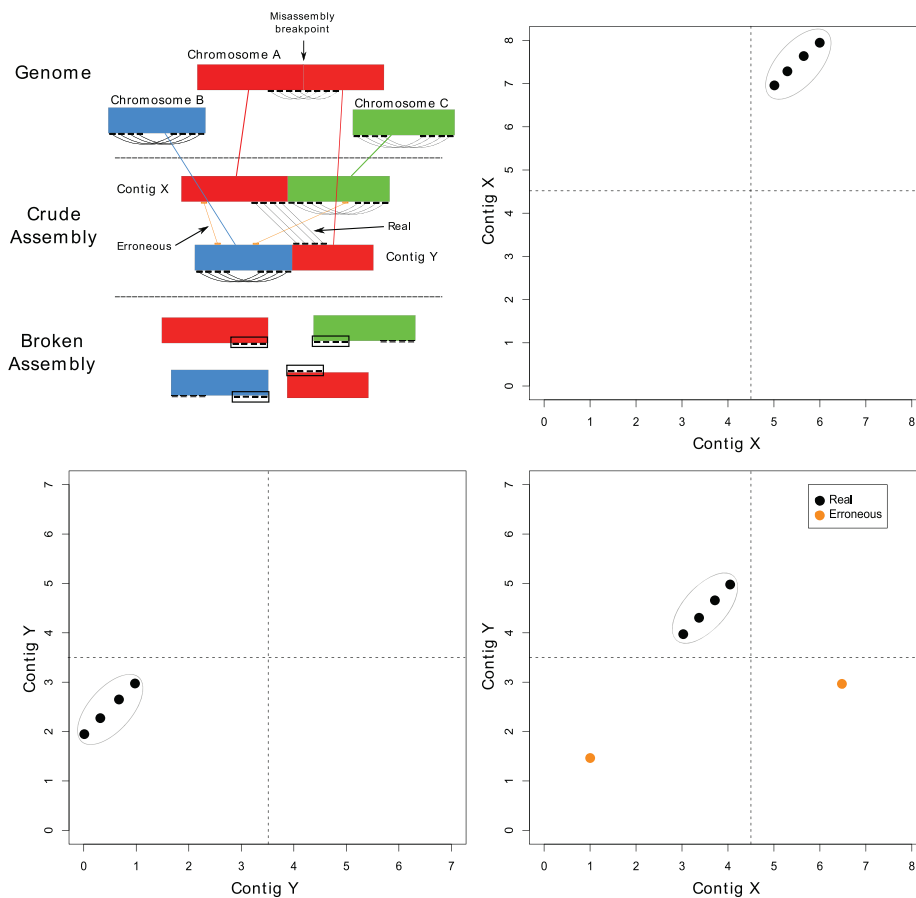 Misassembly
breakpoint
Chromosome A
Genome
Chromosome B
Chromosome C
Contig X
Crude
Assembly
Real
Erroneous
Contig Y
Broken
Assembly
8
7
6
5
4
3
2
1
0
Contig X
0 1 2 3 4 5 6 7 8
Contig X
7
6
5
4
3
2
1
0
Contig Y
0 1 2 3 4 5 6 7
Contig Y
Real
Erroneous
7
6
5
4
3
2
1
0
Contig Y
0 1 2 3 4 5 6 7 8
Contig X